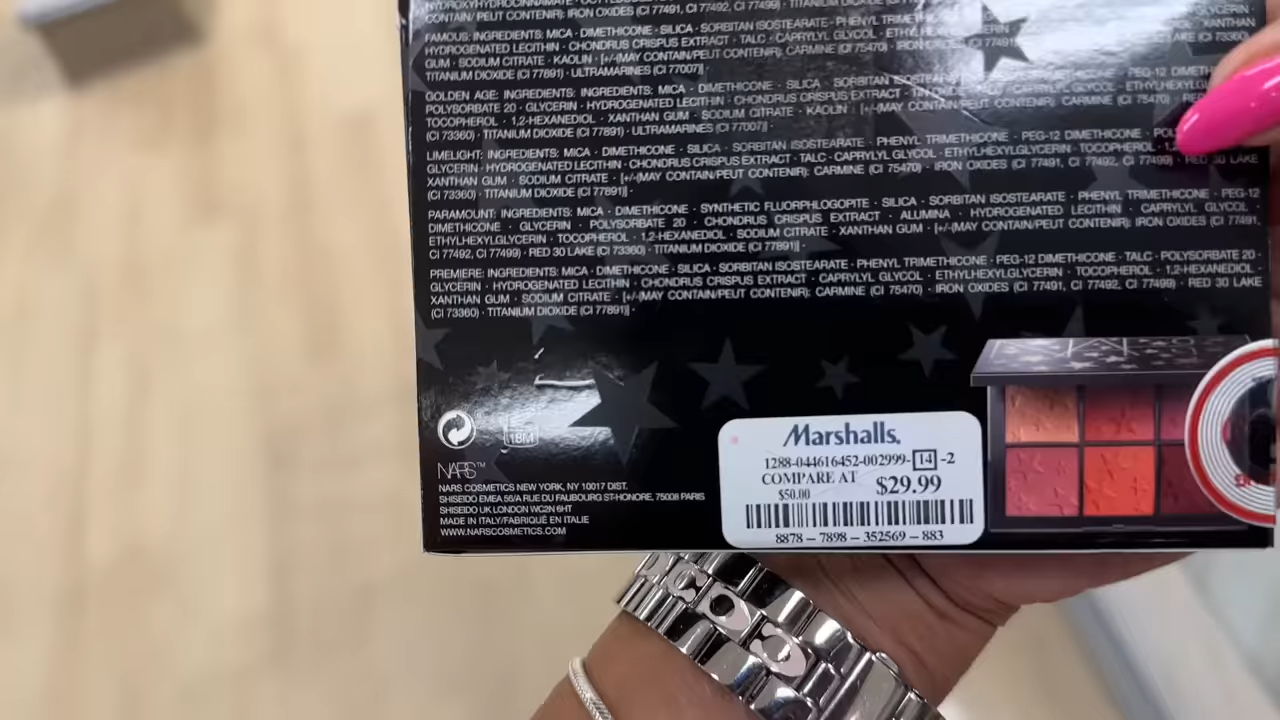 CONTAIN/ PEUT CONTENIR): IRON OXIDES (CI 77491, CI 77492, CI 77499) · TITANIUM
FAMOUS: INGREDIENTS: MICA · DIMETHICONE · SILICA · SORBITAN ISOSTEARATE · PHENYL
HYDROGENATED LECITHIN · CHONDRUS CRISPUS EXTRACT · TALC · CAPRYLYL GLYCOL ·
GUM · SODIUM CITRATE · KAOLIN · [+/-(MAY CONTAIN/PEUT CONTENIR): CARMINE (CI 75470) · IRON
TITANIUM DIOXIDE (CI 77891) · ULTRAMARINES (CI 77007)] ·
GOLDEN AGE: INGREDIENTS: INGREDIENTS: MICA · DIMETHICONE · SILICA · SORBITAN ISOSTEARATE · PEG-12
POLYSORBATE 20 · GLYCERIN · HYDROGENATED LECITHIN · CHONDRUS CRISPUS EXTRACT · CAPRYLYL GLYCOL
TOCOPHEROL · 1,2-HEXANEDIOL · XANTHAN GUM · SODIUM CITRATE · KAOLIN · [+/-(MAY CONTAIN/PEUT CONTENIR): CARMINE (CI 75470) ·
(CI 73360) · TITANIUM DIOXIDE (CI 77891) · ULTRAMARINES (CI 77007)] ·
LIMELIGHT: INGREDIENTS: MICA · DIMETHICONE · SILICA · SORBITAN ISOSTEARATE · PHENYL TRIMETHICONE · PEG-12 DIMETHICONE ·
GLYCERIN · HYDROGENATED LECITHIN · CHONDRUS CRISPUS EXTRACT · TALC · CAPRYLYL GLYCOL · ETHYLHEXYLGLYCERIN · TOCOPHEROL ·
XANTHAN GUM · SODIUM CITRATE · [+/-(MAY CONTAIN/PEUT CONTENIR): CARMINE (CI 75470) · IRON OXIDES (CI 77491, CI 77492, CI 77499) · RED 30 LAKE
(CI 73360) · TITANIUM DIOXIDE (CI 77891)] ·
PARAMOUNT: INGREDIENTS: MICA · DIMETHICONE · SYNTHETIC FLUORPHLOGOPITE · SILICA · SORBITAN ISOSTEARATE · PHENYL TRIMETHICONE · PEG-12
DIMETHICONE · GLYCERIN · POLYSORBATE 20 · CHONDRUS CRISPUS EXTRACT · ALUMINA · HYDROGENATED LECITHIN · CAPRYLYL GLYCOL ·
ETHYLHEXYLGLYCERIN · TOCOPHEROL · 1,2-HEXANEDIOL · SODIUM CITRATE · XANTHAN GUM · [+/-(MAY CONTAIN/PEUT CONTENIR): IRON OXIDES (CI 77491,
CI 77492, CI 77499) · RED 30 LAKE (CI 73360) · TITANIUM DIOXIDE (CI 77891)] ·
PREMIERE: INGREDIENTS: MICA · DIMETHICONE · SILICA · SORBITAN ISOSTEARATE · PHENYL TRIMETHICONE · PEG-12 DIMETHICONE · TALC · POLYSORBATE 20 ·
GLYCERIN · HYDROGENATED LECITHIN · CHONDRUS CRISPUS EXTRACT · CAPRYLYL GLYCOL · ETHYLHEXYLGLYCERIN · TOCOPHEROL · 1,2-HEXANEDIOL ·
XANTHAN GUM · SODIUM CITRATE · [+/-(MAY CONTAIN/PEUT CONTENIR): CARMINE (CI 75470) · IRON OXIDES (CI 77491, CI 77492, CI 77499) · RED 30 LAKE
(CI 73360) · TITANIUM DIOXIDE (CI 77891)] ·
18M
NARS™
NARS COSMETICS NEW YORK, NY 10017 DIST.
SHISEIDO EMEA 56/A RUE DU FAUBOURG ST-HONORE, 75008 PARIS
SHISEIDO UK LONDON WC2N 6HT
MADE IN ITALY/FABRIQUÉ EN ITALIE
WWW.NARSCOSMETICS.COM
Marshalls.
1288-044616452-002999-14-2
COMPARE AT
$50.00
$29.99
8878 – 7898 – 352569 – 883